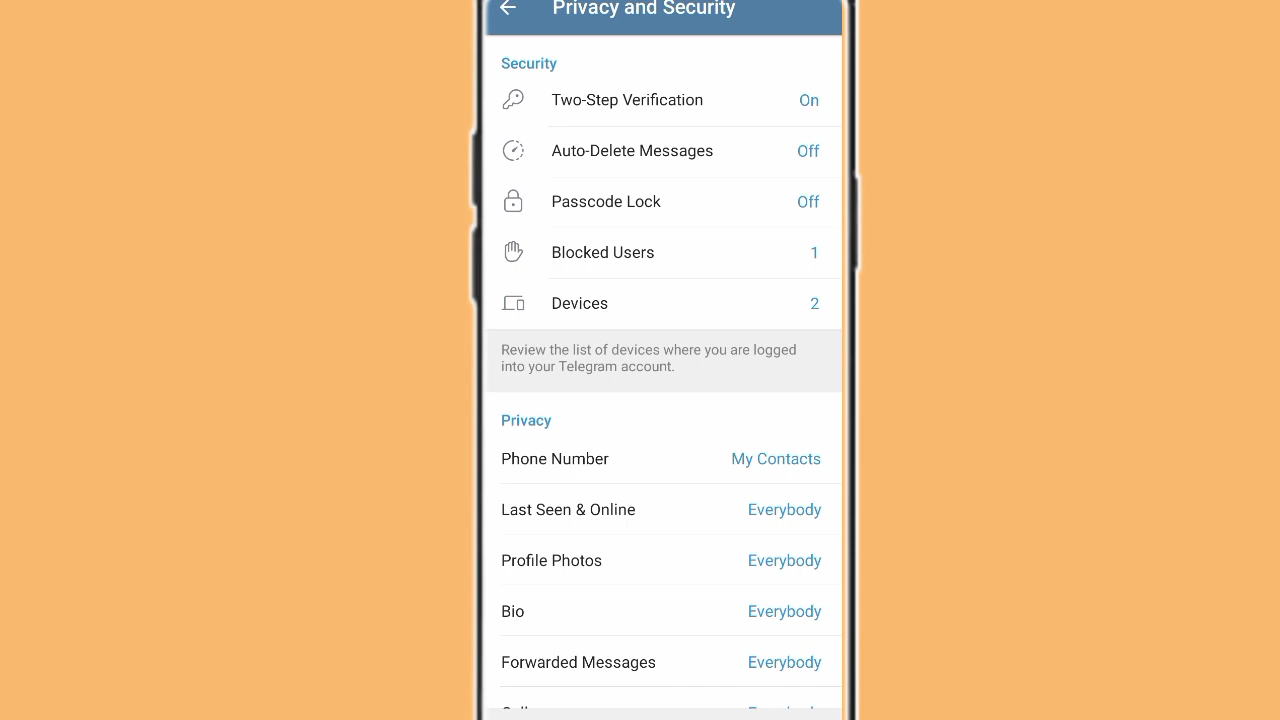 Privacy and Security
Security
Two-Step Verification On
Auto-Delete Messages Off
Passcode Lock Off
Blocked Users 1
Devices 2
Review the list of devices where you are logged
into your Telegram account.
Privacy
Phone Number My Contacts
Last Seen & Online Everybody
Profile Photos Everybody
Bio Everybody
Forwarded Messages Everybody